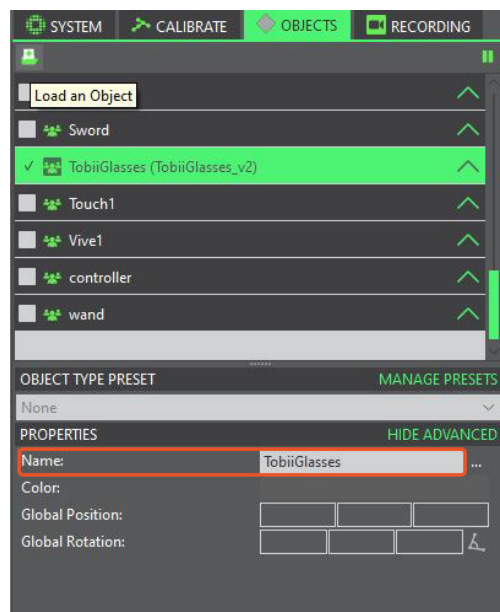 SYSTEM CALIBRATE OBJECTS RECORDING
Load an Object
Sword
TobiiGlasses (TobiiGlasses_v2)
Touch1
Vive1
controller
wand
OBJECT TYPE PRESET MANAGE PRESETS
None
PROPERTIES HIDE ADVANCED
Name: TobiiGlasses ...
Color:
Global Position:
Global Rotation: